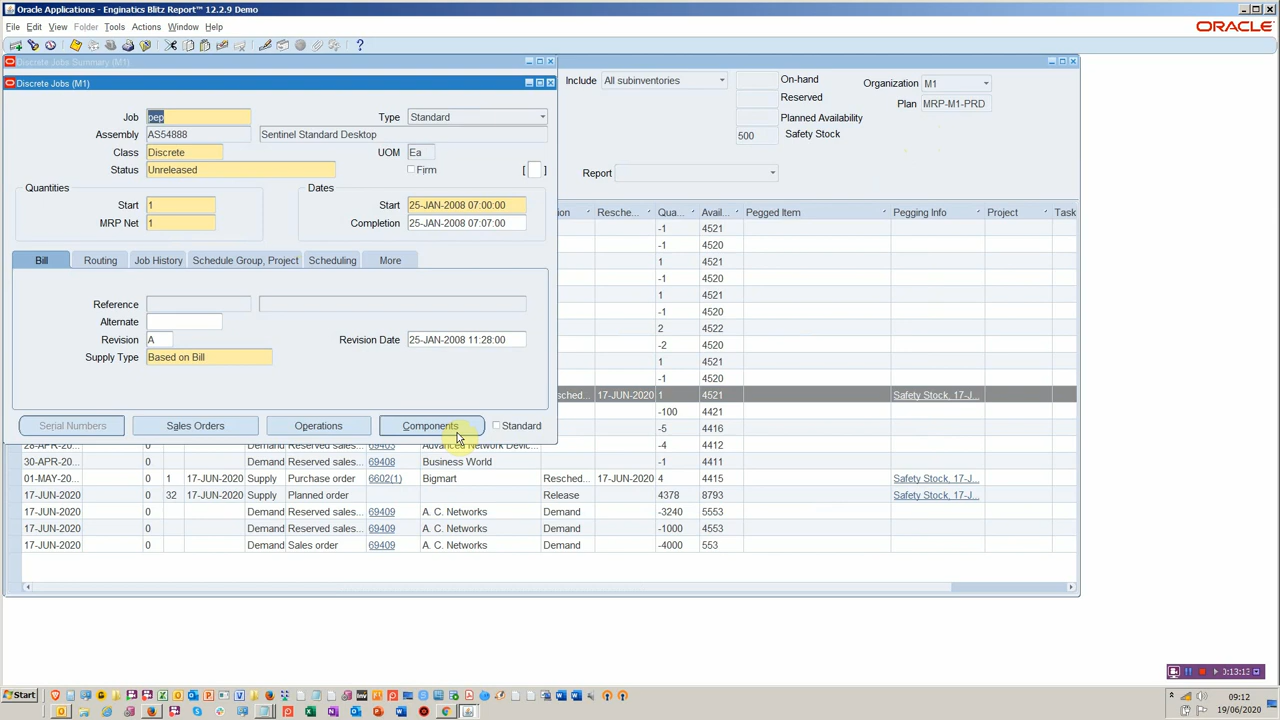 Oracle Applications - Enginatics Blitz Report™ 12.2.9 Demo
File Edit View Folder Tools Actions Window Help
ORACLE
Discrete Jobs Summary (M1)
Discrete Jobs (M1)
Job pep Type Standard
Assembly AS54888 Sentinel Standard Desktop
Class Discrete UOM Ea
Status Unreleased Firm [ ]
Quantities Dates
Start 1 Start 25-JAN-2008 07:00:00
MRP Net 1 Completion 25-JAN-2008 07:07:00
Bill Routing Job History Schedule Group, Project Scheduling More
Reference
Alternate
Revision A Revision Date 25-JAN-2008 11:28:00
Supply Type Based on Bill
Serial Numbers Sales Orders Operations Components Standard
Include All subinventories On-hand Organization M1
Reserved Plan MRP-M1-PRD
Planned Availability
500 Safety Stock
Report
Resche... Qua... Avail... Pegged Item Pegging Info Project Task
-1 4521
-1 4520
1 4521
-1 4520
1 4521
-1 4520
2 4522
-2 4520
1 4521
-1 4520
17-JUN-2020 1 4521 Safety Stock, 17-J...
-100 4421
-5 4416
-4 4412
30-APR-20... 0 Demand Reserved sales... 69408 Business World -1 4411
01-MAY-20... 0 1 17-JUN-2020 Supply Purchase order 6602(1) Bigmart Resched... 17-JUN-2020 4 4415 Safety Stock, 17-J...
17-JUN-2020 0 32 17-JUN-2020 Supply Planned order Release 4378 8793 Safety Stock, 17-J...
17-JUN-2020 0 Demand Reserved sales... 69409 A. C. Networks Demand -3240 5553
17-JUN-2020 0 Demand Reserved sales... 69409 A. C. Networks Demand -1000 4553
17-JUN-2020 0 Demand Sales order 69409 A. C. Networks Demand -4000 553
0:13:13
Start 09:12
19/06/2020